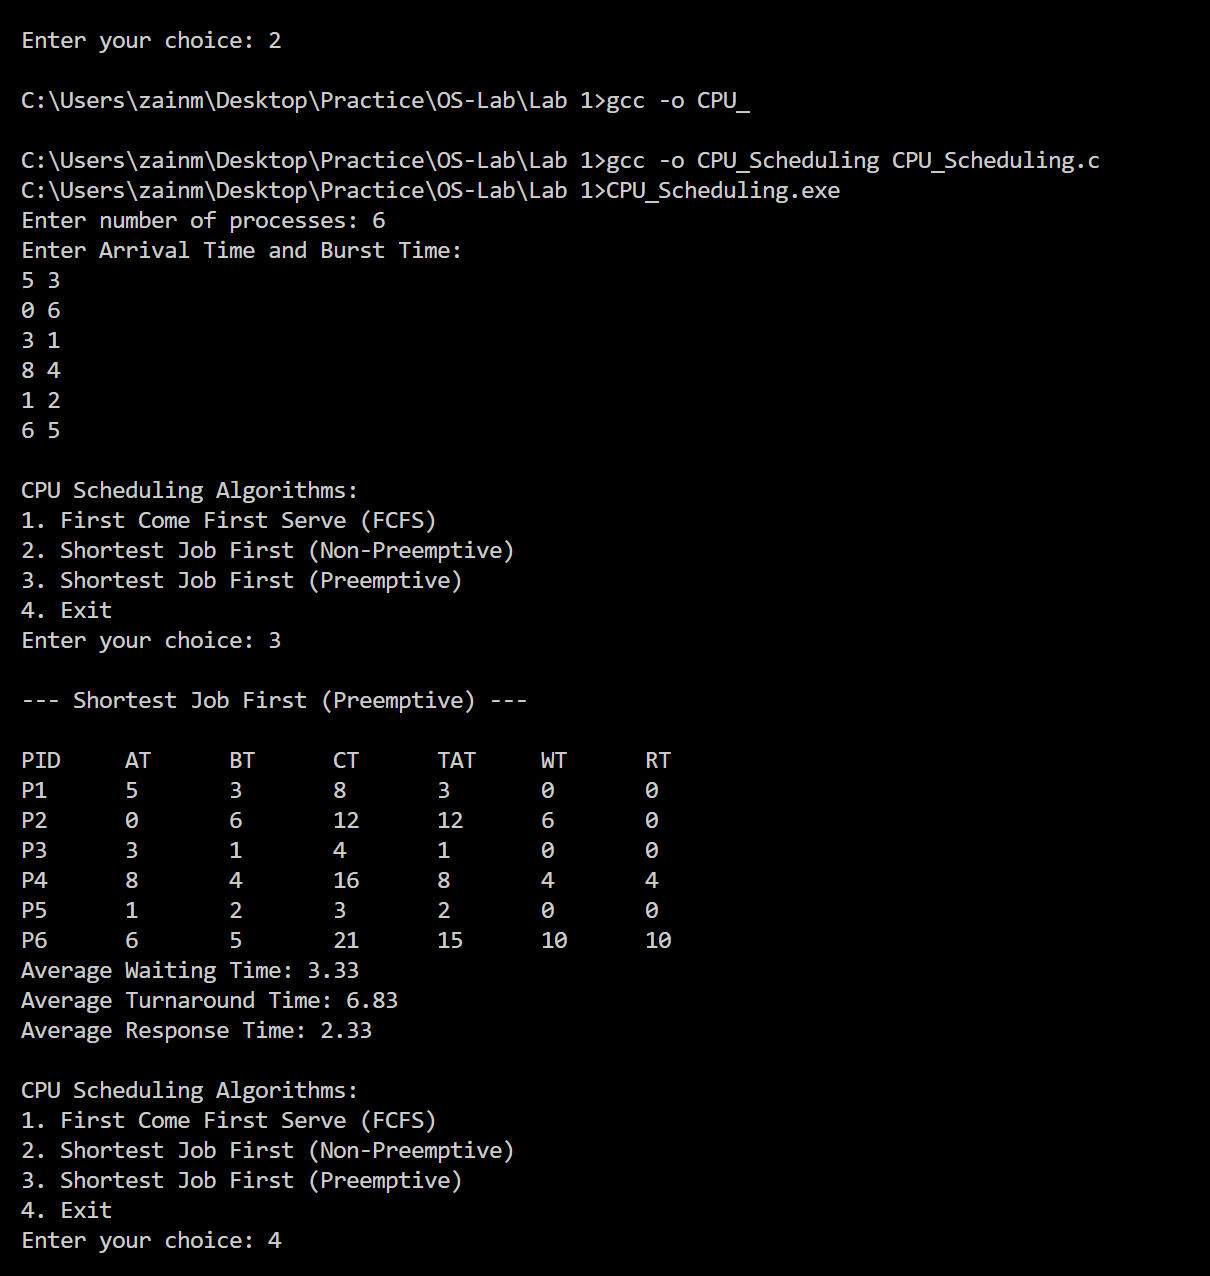 Enter your choice: 2
C:\Users\zainm\Desktop\Practice\OS-Lab\Lab 1>gcc -o CPU_
C:\Users\zainm\Desktop\Practice\OS-Lab\Lab 1>gcc -o CPU_Scheduling CPU_Scheduling.c
C:\Users\zainm\Desktop\Practice\OS-Lab\Lab 1>CPU_Scheduling.exe
Enter number of processes: 6
Enter Arrival Time and Burst Time:
5 3
0 6
3 1
8 4
1 2
6 5
CPU Scheduling Algorithms:
1. First Come First Serve (FCFS)
2. Shortest Job First (Non-Preemptive)
3. Shortest Job First (Preemptive)
4. Exit
Enter your choice: 3
--- Shortest Job First (Preemptive) ---
PID AT BT CT TAT WT RT
P1 5 3 8 3 0 0
P2 0 6 12 12 6 0
P3 3 1 4 1 0 0
P4 8 4 16 8 4 4
P5 1 2 3 2 0 0
P6 6 5 21 15 10 10
Average Waiting Time: 3.33
Average Turnaround Time: 6.83
Average Response Time: 2.33
CPU Scheduling Algorithms:
1. First Come First Serve (FCFS)
2. Shortest Job First (Non-Preemptive)
3. Shortest Job First (Preemptive)
4. Exit
Enter your choice: 4